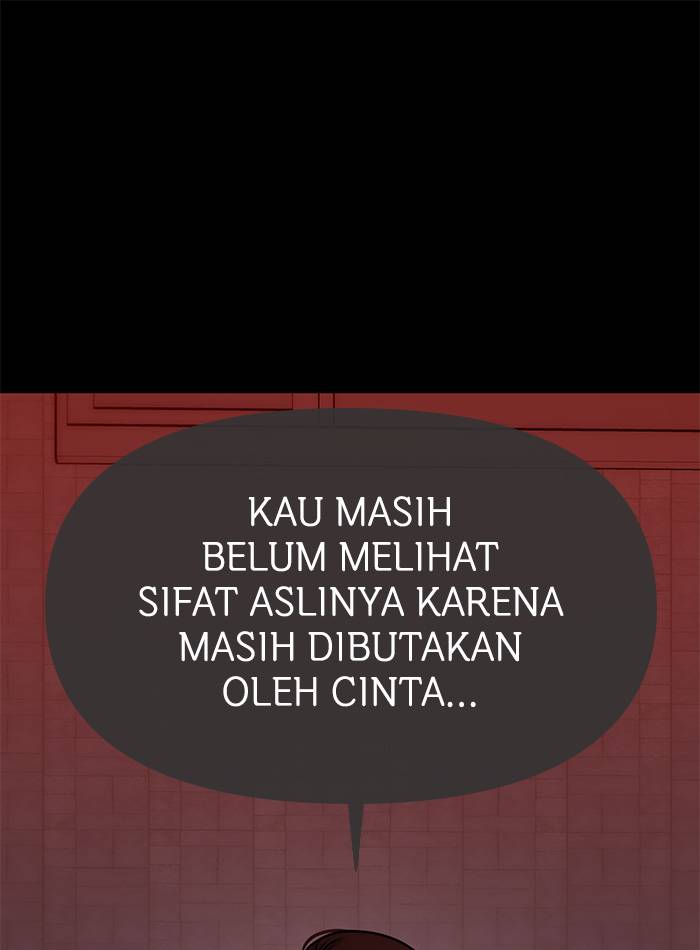 KAU MASIH
BELUM MELIHAT
SIFAT ASLINYA KARENA
MASIH DIBUTAKAN
OLEH CINTA...